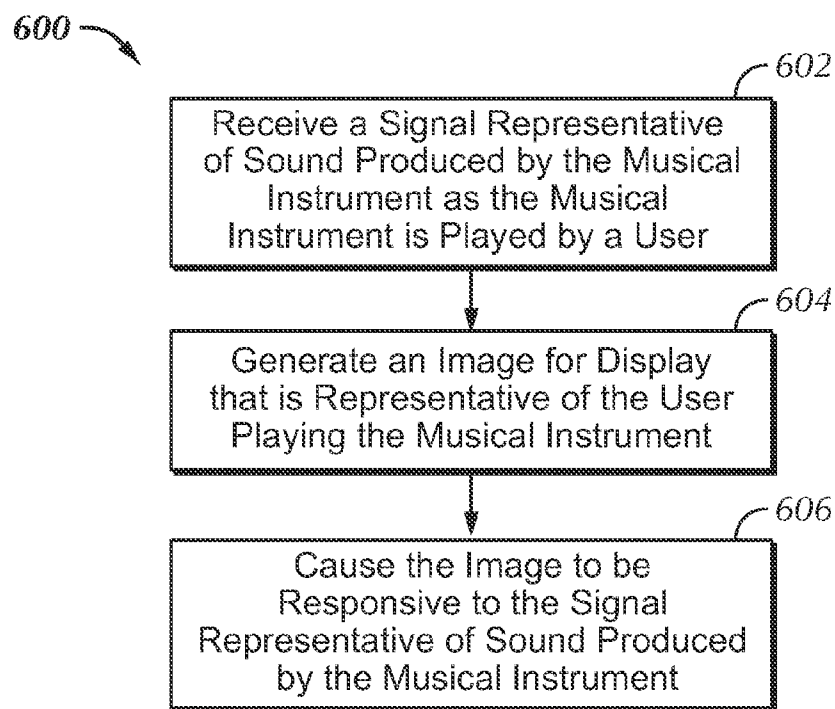 600
602
Receive a Signal Representative
of Sound Produced by the Musical
Instrument as the Musical
Instrument is Played by a User
604
Generate an Image for Display
that is Representative of the User
Playing the Musical Instrument
606
Cause the Image to be
Responsive to the Signal
Representative of Sound Produced
by the Musical Instrument